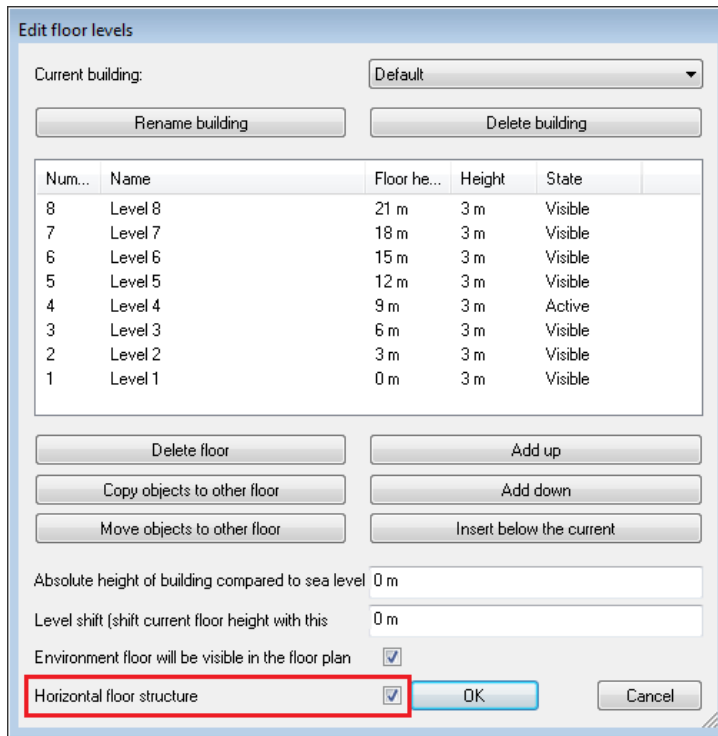 Edit floor levels
Current building: Default
Rename building Delete building
Num... Name Floor he... Height State
8 Level 8 21 m 3 m Visible
7 Level 7 18 m 3 m Visible
6 Level 6 15 m 3 m Visible
5 Level 5 12 m 3 m Visible
4 Level 4 9 m 3 m Active
3 Level 3 6 m 3 m Visible
2 Level 2 3 m 3 m Visible
1 Level 1 0 m 3 m Visible
Delete floor Add up
Copy objects to other floor Add down
Move objects to other floor Insert below the current
Absolute height of building compared to sea level 0 m
Level shift (shift current floor height with this 0 m
Environment floor will be visible in the floor plan
Horizontal floor structure OK Cancel